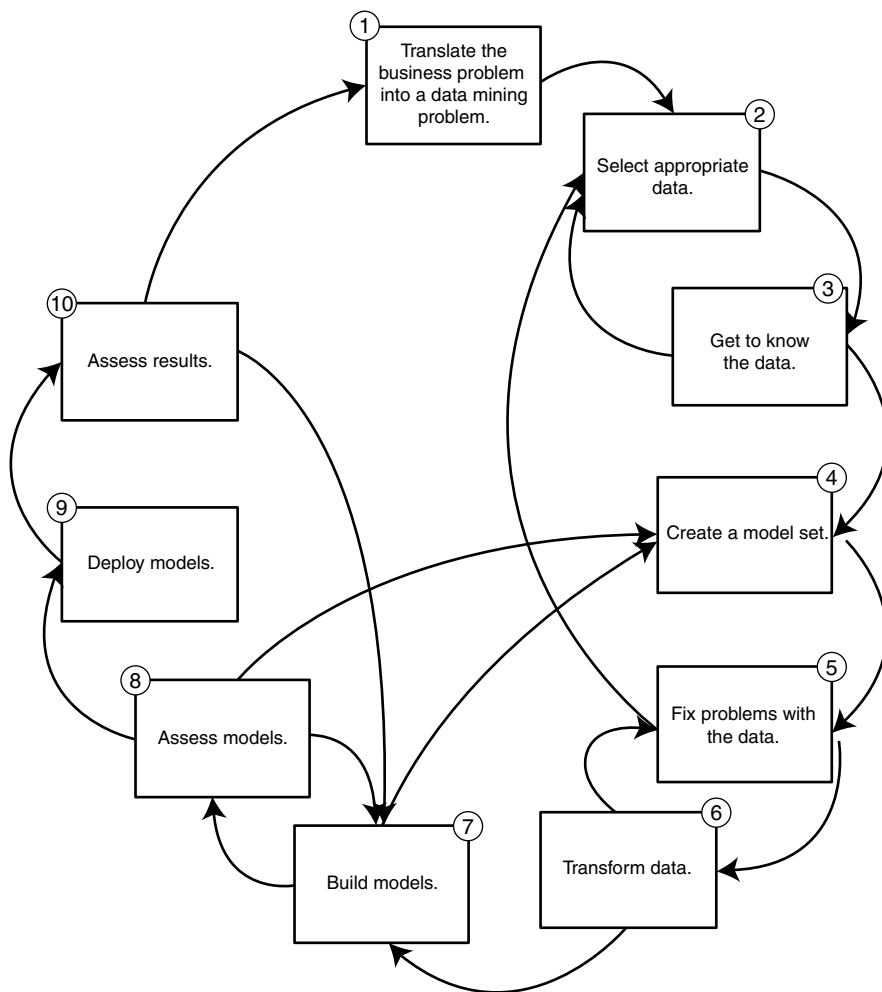 1
Translate the
business problem
into a data mining
problem.
2
Select appropriate
data.
3
Get to know
the data.
4
Create a model set.
5
Fix problems with
the data.
6
Transform data.
7
Build models.
8
Assess models.
9
Deploy models.
10
Assess results.